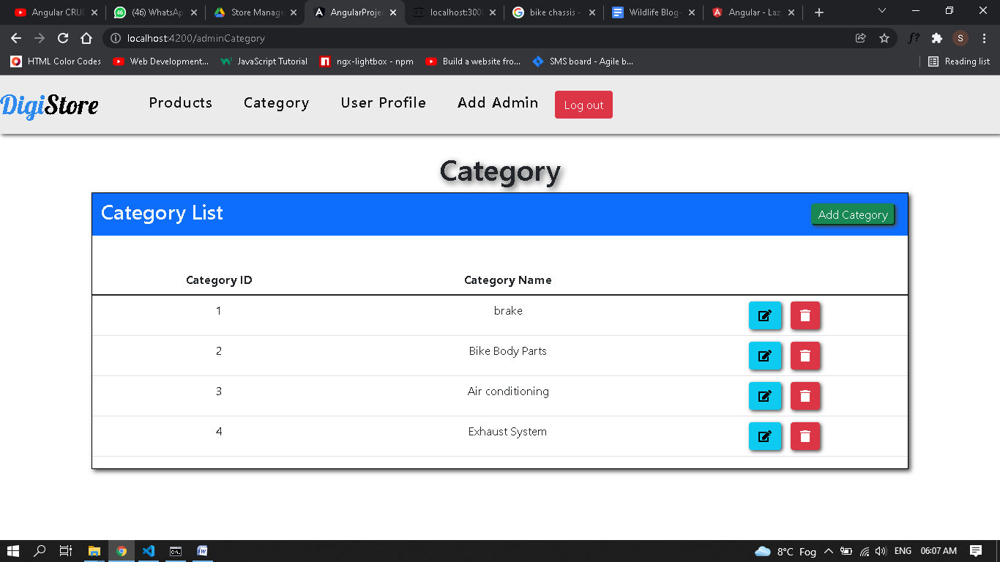 Angular CRUD
(46) WhatsApp
Store Manage
AngularProje
localhost:3000
bike chassis -
Wildlife Blog-
Angular - Laz
localhost:4200/adminCategory
S
HTML Color Codes
Web Development...
JavaScript Tutorial
ngx-lightbox - npm
Build a website fro...
SMS board - Agile b...
Reading list
DigiStore
Products
Category
User Profile
Add Admin
Log out
Category
Category List
Add Category
Category ID
Category Name
1
brake
2
Bike Body Parts
3
Air conditioning
4
Exhaust System
8°C Fog
ENG
06:07 AM